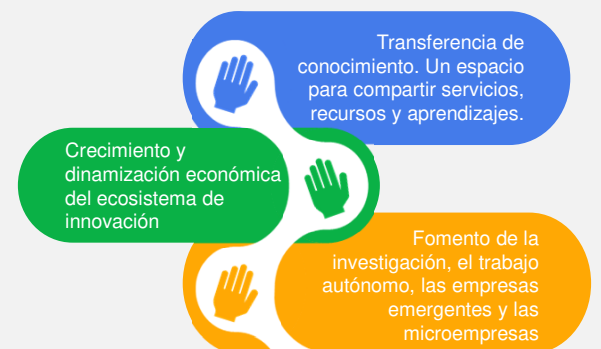 Transferencia de
conocimiento. Un espacio
para compartir servicios,
recursos y aprendizajes.
Crecimiento y
dinamización económica
del ecosistema de
innovación
Fomento de la
investigación, el trabajo
autónomo, las empresas
emergentes y las
microempresas